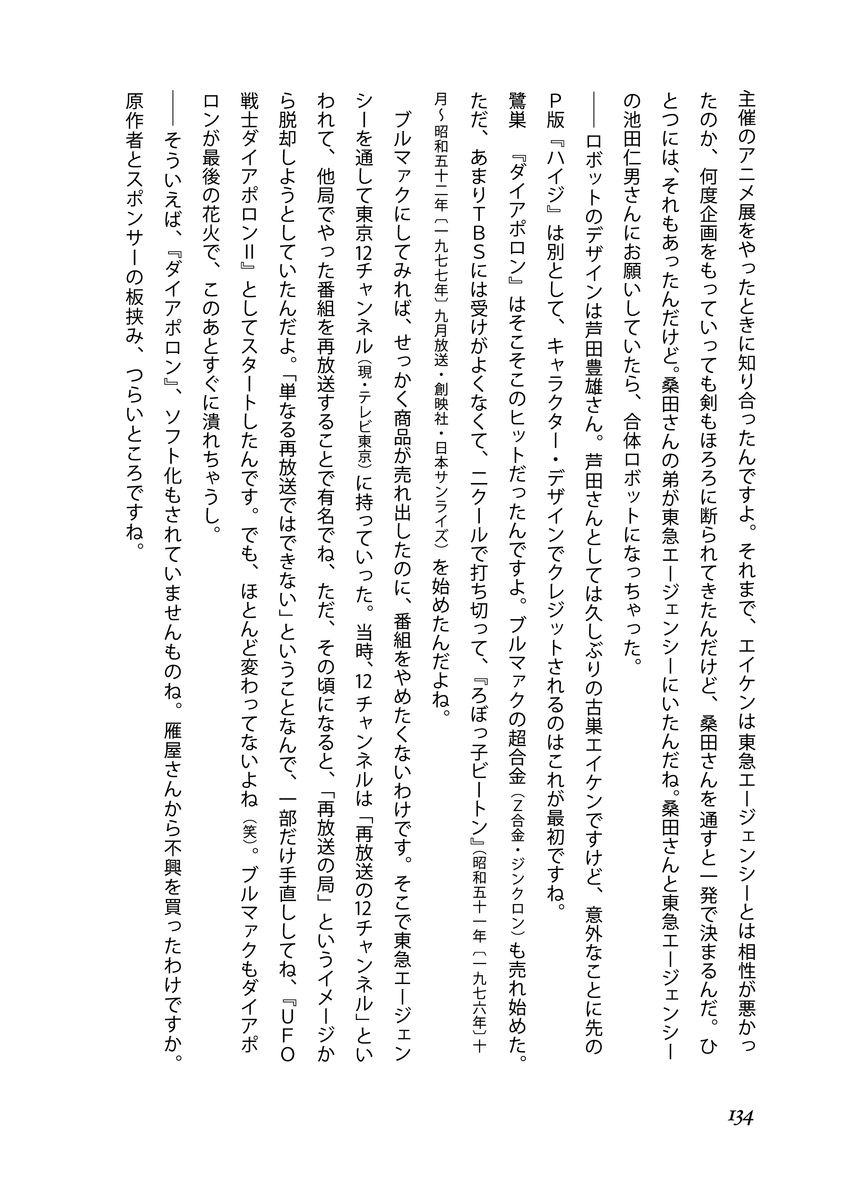 主催のアニメ展をやったときに知り合ったんですよ。それまで、エイケンは東急エージェンシーとは相性が悪かっ
たのか、何度企画をもっていっても剣もほろろに断られてきたんだけど、桑田さんを通すと一発で決まるんだ。ひ
とつには、それもあったんだけど。桑田さんの弟が東急エージェンシーにいたんだね。桑田さんと東急エージェンシー
の池田仁男さんにお願いしていたら、合体ロボットになっちゃった。
――ロボットのデザインは芦田豊雄さん。芦田さんとしては久しぶりの古巣エイケンですけど、意外なことに先の
Ｐ版『ハイジ』は別として、キャラクター・デザインでクレジットされるのはこれが最初ですね。
鷺巣　『ダイアポロン』はそこそこのヒットだったんですよ。ブルマァクの超合金（Ｚ合金・ジンクロン）も売れ始めた。
ただ、あまりＴＢＳには受けがよくなくて、二クールで打ち切って、『ろぼっ子ビートン』（昭和五十一年〔一九七六年〕十
月～昭和五十二年〔一九七七年〕九月放送・創映社・日本サンライズ）を始めたんだよね。
　ブルマァクにしてみれば、せっかく商品が売れ出したのに、番組をやめたくないわけです。そこで東急エージェン
シーを通して東京12チャンネル（現・テレビ東京）に持っていった。当時、12チャンネルは「再放送の12チャンネル」とい
われて、他局でやった番組を再放送することで有名でね、ただ、その頃になると、「再放送の局」というイメージか
ら脱却しようとしていたんだよ。「単なる再放送ではできない」ということなんで、一部だけ手直ししてね、『ＵＦＯ
戦士ダイアポロンⅡ』としてスタートしたんです。でも、ほとんど変わってないよね（笑）。ブルマァクもダイアポ
ロンが最後の花火で、このあとすぐに潰れちゃうし。
――そういえば、『ダイアポロン』、ソフト化もされていませんものね。雁屋さんから不興を買ったわけですか。
原作者とスポンサーの板挟み、つらいところですね。
134